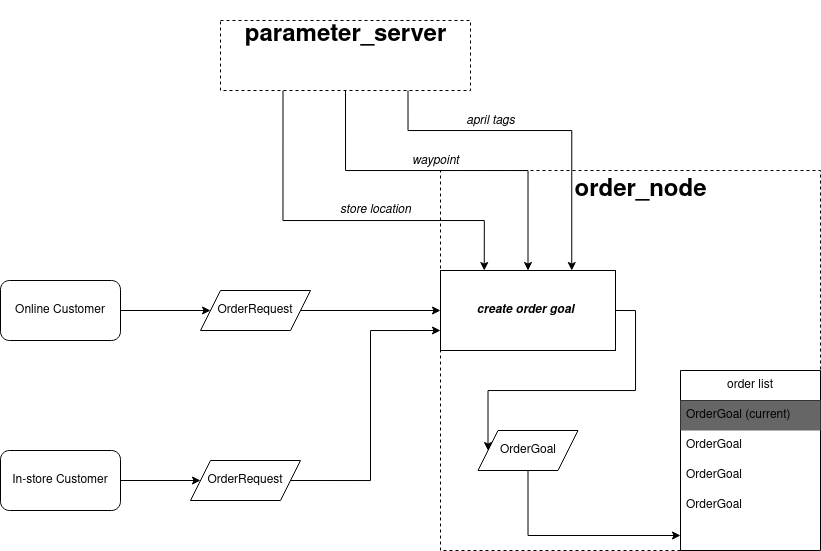 parameter_server
april tags
waypoint
order_node
store location
Online Customer
OrderRequest
create order goal
order list
OrderGoal (current)
OrderGoal
OrderGoal
OrderGoal
OrderGoal
In-store Customer
OrderRequest